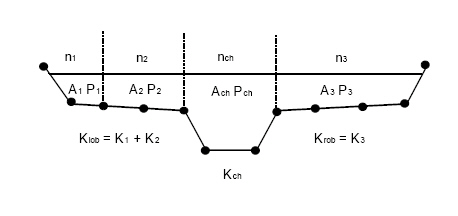 n1 n2 nch n3
A1 P1 A2 P2 Ach Pch A3 P3
Klob = K1 + K2 Krob = K3
Kch